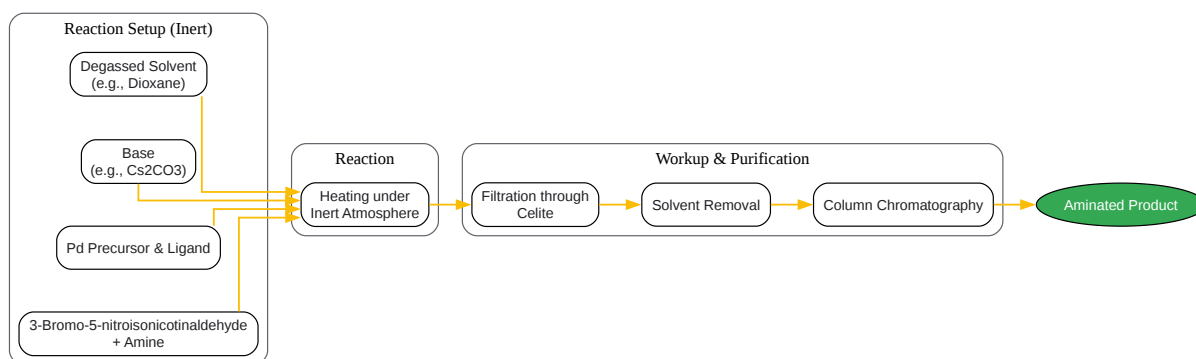 Reaction Setup (Inert)
Degassed Solvent
(e.g., Dioxane)
Base
(e.g., Cs2CO3)
Pd Precursor & Ligand
3-Bromo-5-nitroisonicotinaldehyde
+ Amine
Reaction
Heating under
Inert Atmosphere
Workup & Purification
Filtration through
Celite
Solvent Removal
Column Chromatography
Aminated Product